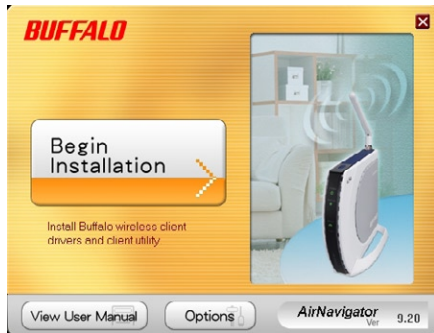 BUFFALO
Begin
Installation
Install Buffalo wireless client
drivers and client utility.
View User Manual
Options
AirNavigator
Ver 9.20